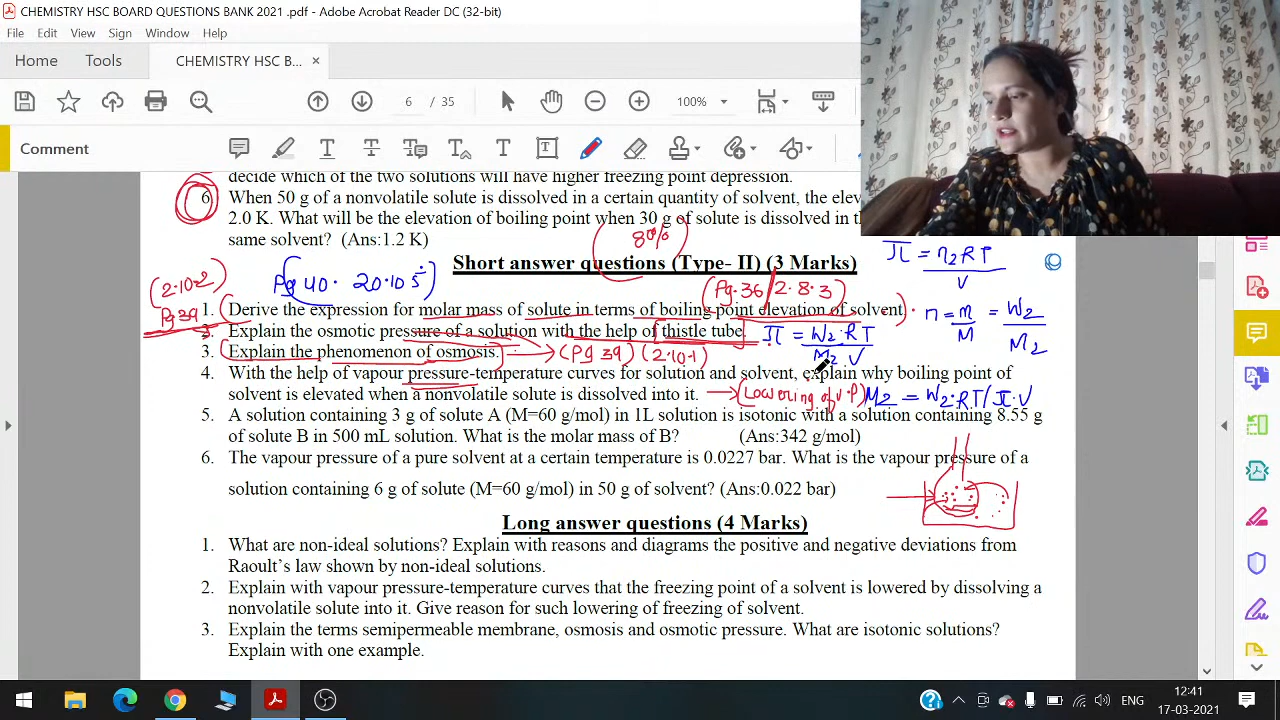 CHEMISTRY HSC BOARD QUESTIONS BANK 2021 .pdf - Adobe Acrobat Reader DC (32-bit)
File Edit View Sign Window Help
Home Tools CHEMISTRY HSC B... ×
6 / 35 100%
Comment
decide which of the two solutions will have higher freezing point depression.
6. When 50 g of a nonvolatile solute is dissolved in a certain quantity of solvent, the elev
2.0 K. What will be the elevation of boiling point when 30 g of solute is dissolved in th
same solvent? (Ans:1.2 K)
80%
Short answer questions (Type- II) (3 Marks)
π = n2RT / V
(2.10.2) Pg 39
Pg 40. 2.10.5
(Pg. 36 / 2.8.3)
1. Derive the expression for molar mass of solute in terms of boiling point elevation of solvent.
n = m/M = W2/M2
2. Explain the osmotic pressure of a solution with the help of thistle tube.
π = W2.RT / M2 V
3. Explain the phenomenon of osmosis. → (Pg 39) (2.10.1)
4. With the help of vapour pressure-temperature curves for solution and solvent, explain why boiling point of
solvent is elevated when a nonvolatile solute is dissolved into it. → (Lowering of V.P) M2 = W2.RT/π.V
5. A solution containing 3 g of solute A (M=60 g/mol) in 1L solution is isotonic with a solution containing 8.55 g
of solute B in 500 mL solution. What is the molar mass of B? (Ans:342 g/mol)
6. The vapour pressure of a pure solvent at a certain temperature is 0.0227 bar. What is the vapour pressure of a
solution containing 6 g of solute (M=60 g/mol) in 50 g of solvent? (Ans:0.022 bar)
Long answer questions (4 Marks)
1. What are non-ideal solutions? Explain with reasons and diagrams the positive and negative deviations from
Raoult's law shown by non-ideal solutions.
2. Explain with vapour pressure-temperature curves that the freezing point of a solvent is lowered by dissolving a
nonvolatile solute into it. Give reason for such lowering of freezing of solvent.
3. Explain the terms semipermeable membrane, osmosis and osmotic pressure. What are isotonic solutions?
Explain with one example.
ENG
12:41
17-03-2021